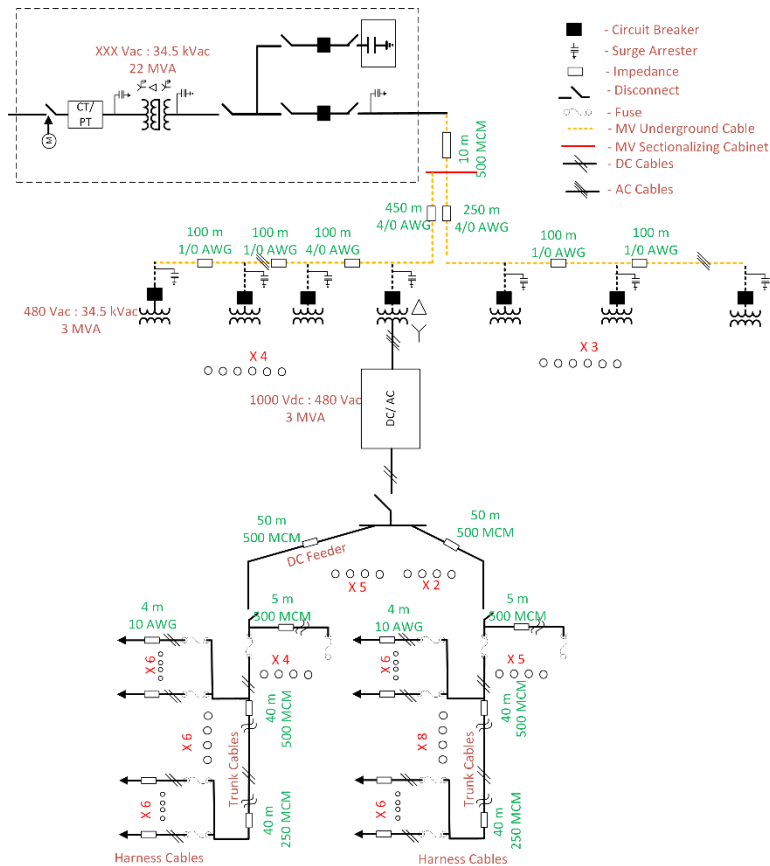 XXX Vac : 34.5 kVac
22 MVA
CT/
PT
M
- Circuit Breaker
- Surge Arrester
- Impedance
- Disconnect
- Fuse
- MV Underground Cable
- MV Sectionalizing Cabinet
- DC Cables
- AC Cables
10 m
500 MCM
450 m
4/0 AWG
250 m
4/0 AWG
100 m
1/0 AWG
100 m
1/0 AWG
100 m
4/0 AWG
100 m
1/0 AWG
100 m
1/0 AWG
480 Vac : 34.5 kVac
3 MVA
X 4
X 3
1000 Vdc : 480 Vac
3 MVA
DC/ AC
50 m
500 MCM
DC Feeder
50 m
500 MCM
X 5
X 2
4 m
10 AWG
5 m
500 MCM
4 m
10 AWG
5 m
500 MCM
X 6
X 4
X 6
X 5
40 m
500 MCM
40 m
500 MCM
X 6
Trunk Cables
X 8
Trunk Cables
X 6
40 m
250 MCM
X 6
40 m
250 MCM
Harness Cables
Harness Cables